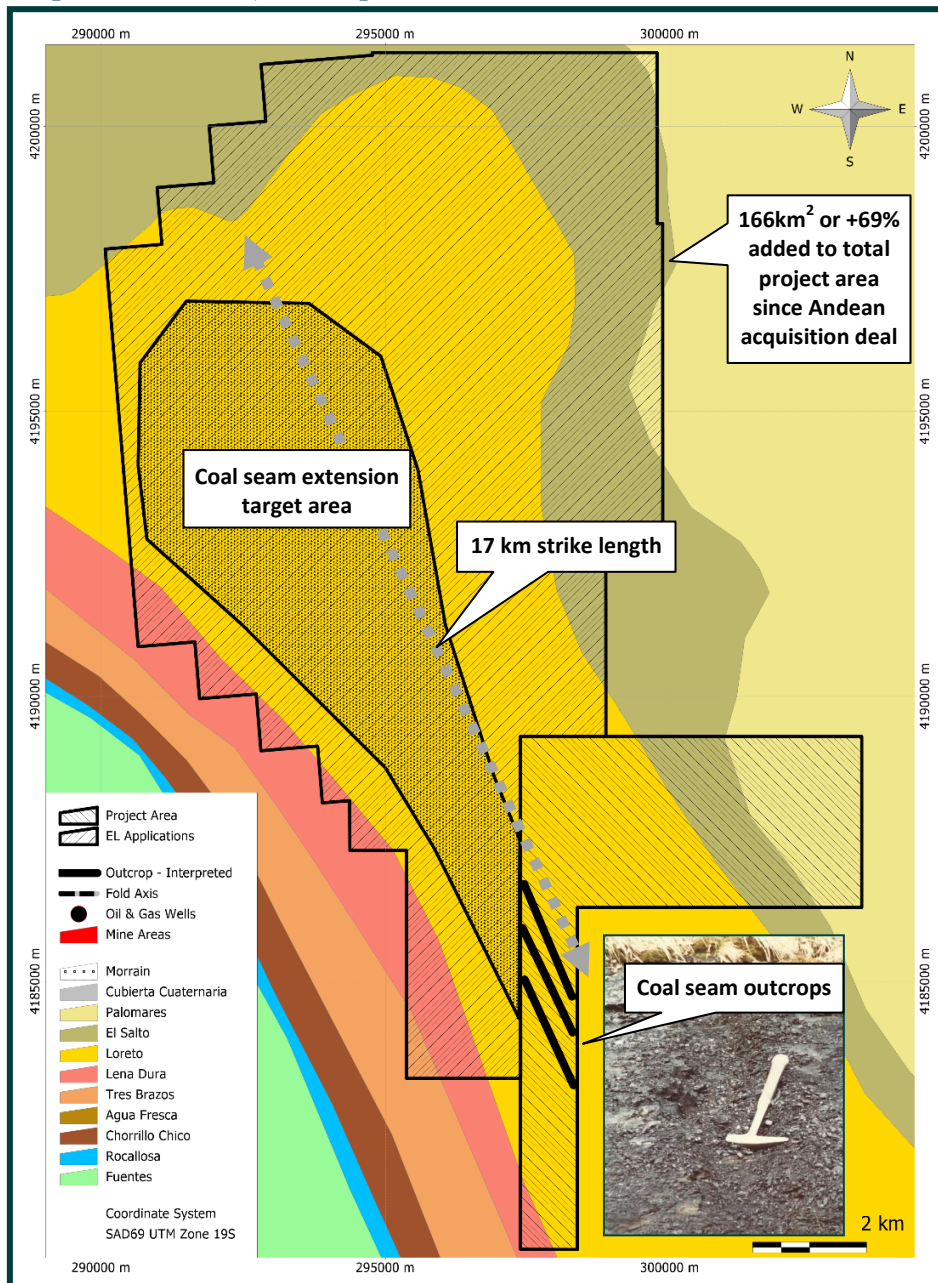 290000 m
295000 m
300000 m
N
W E
S
4200000 m
4200000 m
166km2 or +69%
added to total
project area
since Andean
acquisition deal
4195000 m
4195000 m
Coal seam extension
target area
17 km strike length
4190000 m
4190000 m
Project Area
EL Applications
Outcrop - Interpreted
Fold Axis
Oil & Gas Wells
Mine Areas
Morrain
Cubierta Cuaternaria
Palomares
El Salto
Loreto
Lena Dura
Tres Brazos
Agua Fresca
Chorrillo Chico
Rocallosa
Fuentes
Coordinate System
SAD69 UTM Zone 19S
4185000 m
4185000 m
Coal seam outcrops
2 km
290000 m
295000 m
300000 m